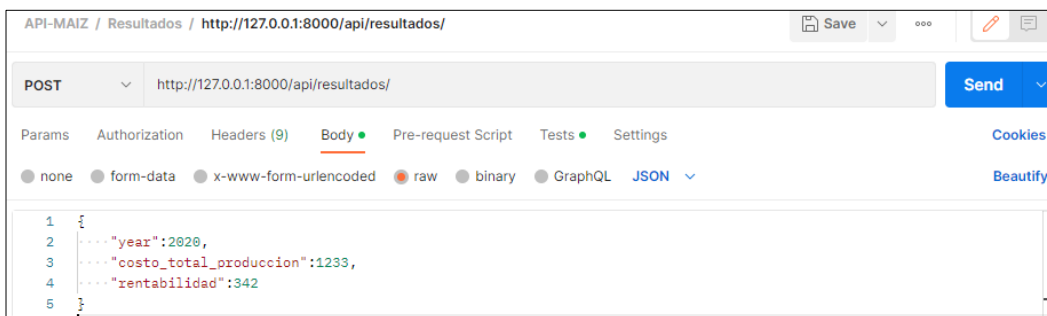 API-MAIZ / Resultados / http://127.0.0.1:8000/api/resultados/ Save ooo
POST http://127.0.0.1:8000/api/resultados/ Send
Params Authorization Headers (9) Body Pre-request Script Tests Settings Cookies
none form-data x-www-form-urlencoded raw binary GraphQL JSON Beautify
1 {
2 ····"year":2020,
3 ····"costo_total_produccion":1233,
4 ····"rentabilidad":342
5 }